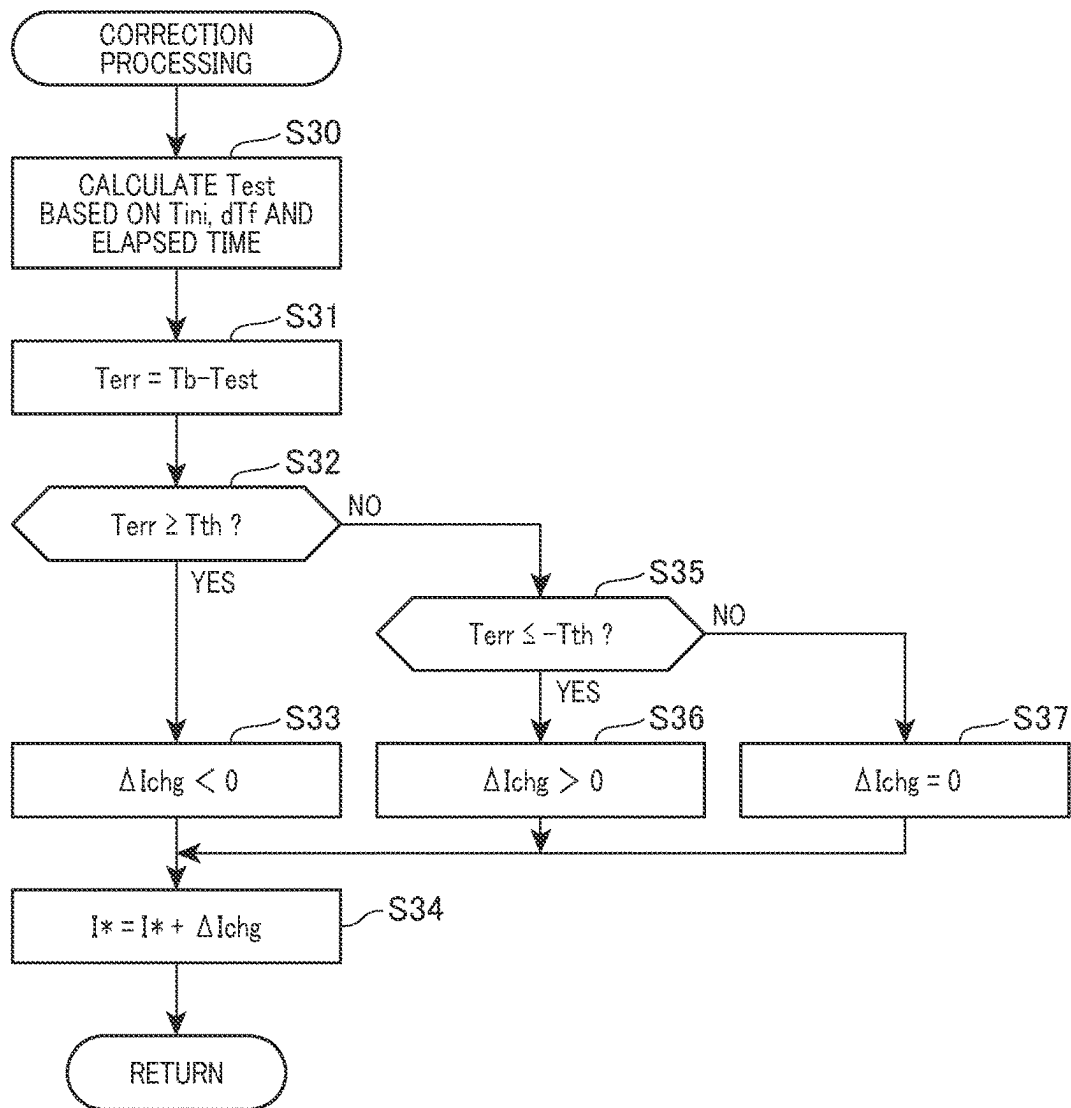 CORRECTION
PROCESSING
S30
CALCULATE Test
BASED ON Tini, dTf AND
ELAPSED TIME
S31
Terr = Tb-Test
S32
Terr ≧ Tth ?
NO
YES
S35
Terr ≦ -Tth ?
NO
YES
S33
ΔIchg < 0
S36
ΔIchg > 0
S37
ΔIchg = 0
I* = I* + ΔIchg
S34
RETURN